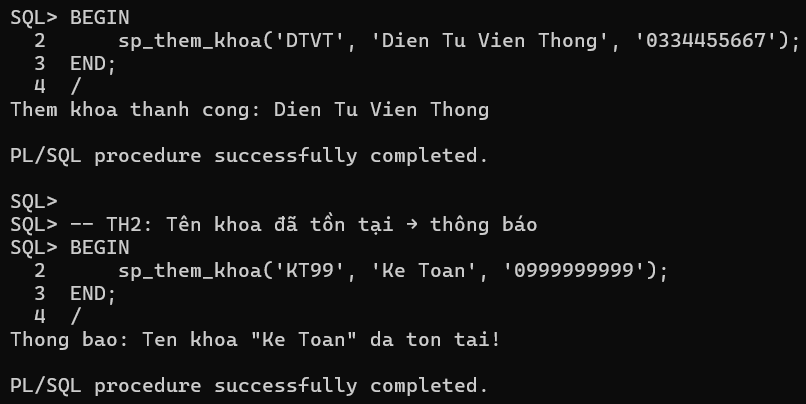 SQL> BEGIN
  2      sp_them_khoa('DTVT', 'Dien Tu Vien Thong', '0334455667');
  3  END;
  4  /
Them khoa thanh cong: Dien Tu Vien Thong

PL/SQL procedure successfully completed.

SQL>
SQL> -- TH2: Tên khoa đã tồn tại → thông báo
SQL> BEGIN
  2      sp_them_khoa('KT99', 'Ke Toan', '0999999999');
  3  END;
  4  /
Thong bao: Ten khoa "Ke Toan" da ton tai!

PL/SQL procedure successfully completed.